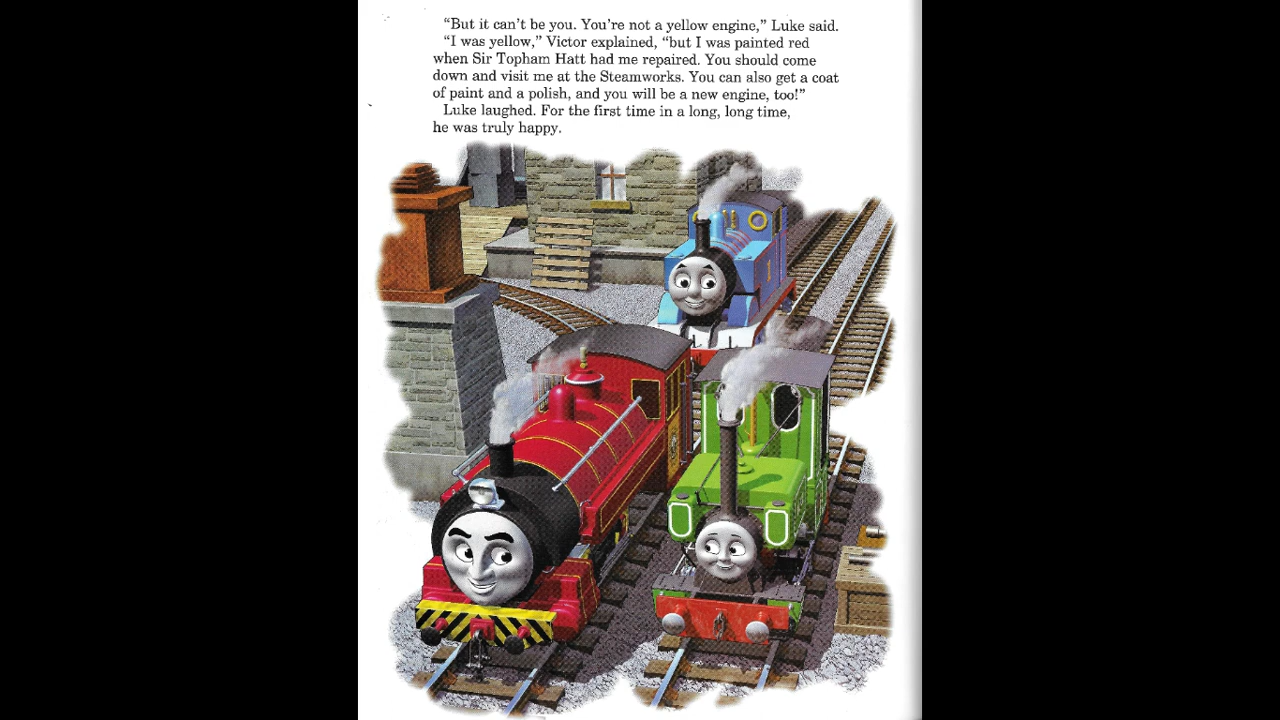 “But it can’t be you. You’re not a yellow engine,” Luke said.
“I was yellow,” Victor explained, “but I was painted red
when Sir Topham Hatt had me repaired. You should come
down and visit me at the Steamworks. You can also get a coat
of paint and a polish, and you will be a new engine, too!”
Luke laughed. For the first time in a long, long time,
he was truly happy.
1